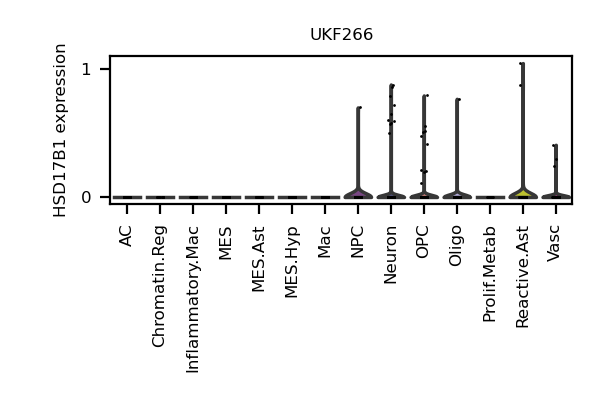 UKF266
HSD17B1 expression
1
0
AC
Chromatin.Reg
Inflammatory.Mac
MES
MES.Ast
MES.Hyp
Mac
NPC
Neuron
OPC
Oligo
Prolif.Metab
Reactive.Ast
Vasc